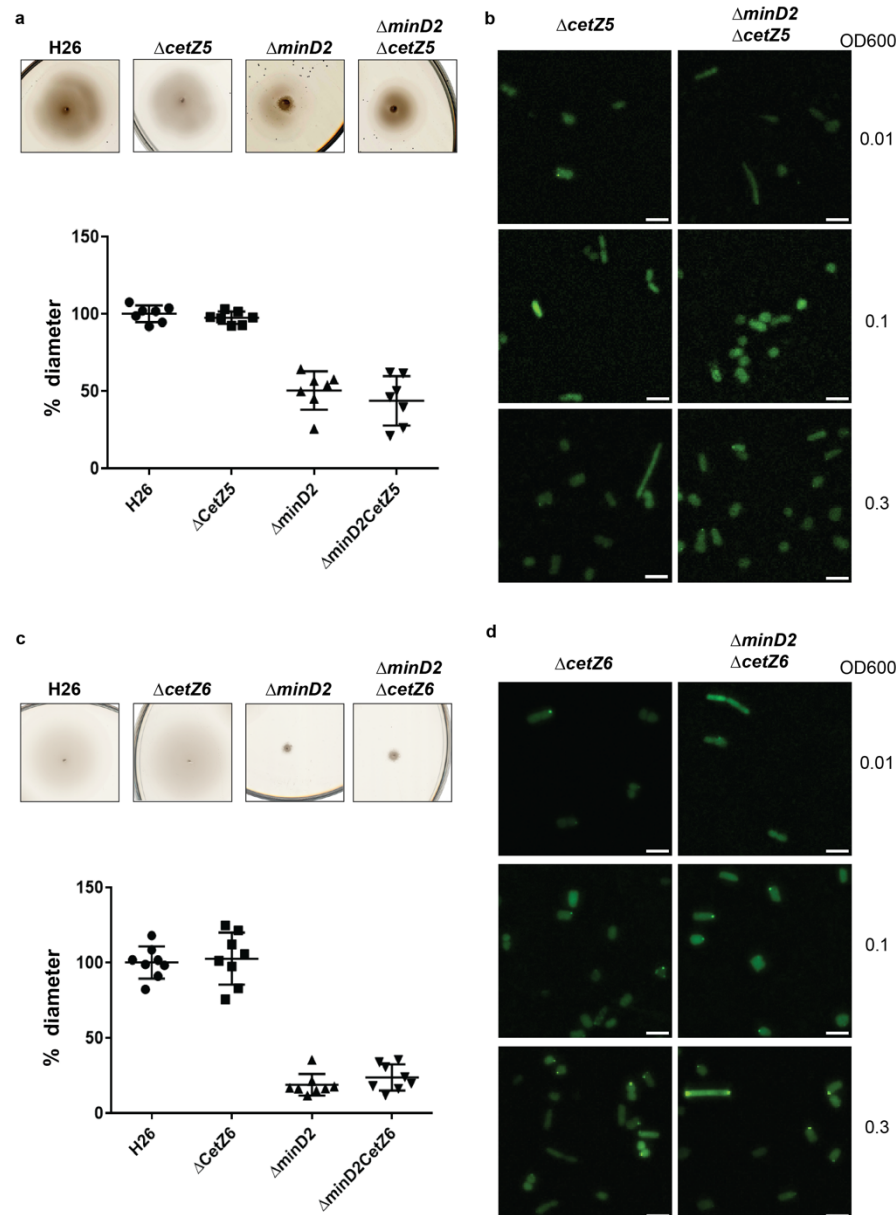 a
H26
ΔcetZ5
ΔminD2
ΔminD2
ΔcetZ5
150
100
50
0
% diameter
H26
ΔCetZ5
ΔminD2
ΔminD2CetZ5
b
ΔcetZ5
ΔminD2
ΔcetZ5
OD600
0.01
0.1
0.3
c
H26
ΔcetZ6
ΔminD2
ΔminD2
ΔcetZ6
150
100
50
0
% diameter
H26
ΔCetZ6
ΔminD2
ΔminD2CetZ6
d
ΔcetZ6
ΔminD2
ΔcetZ6
OD600
0.01
0.1
0.3